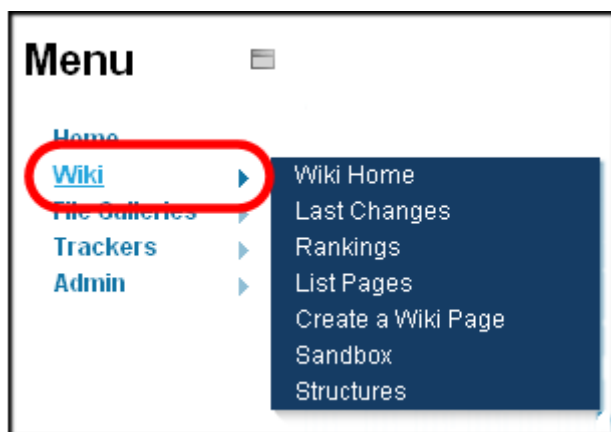 Menu
Home
Wiki
File Galleries
Trackers
Admin
Wiki Home
Last Changes
Rankings
List Pages
Create a Wiki Page
Sandbox
Structures